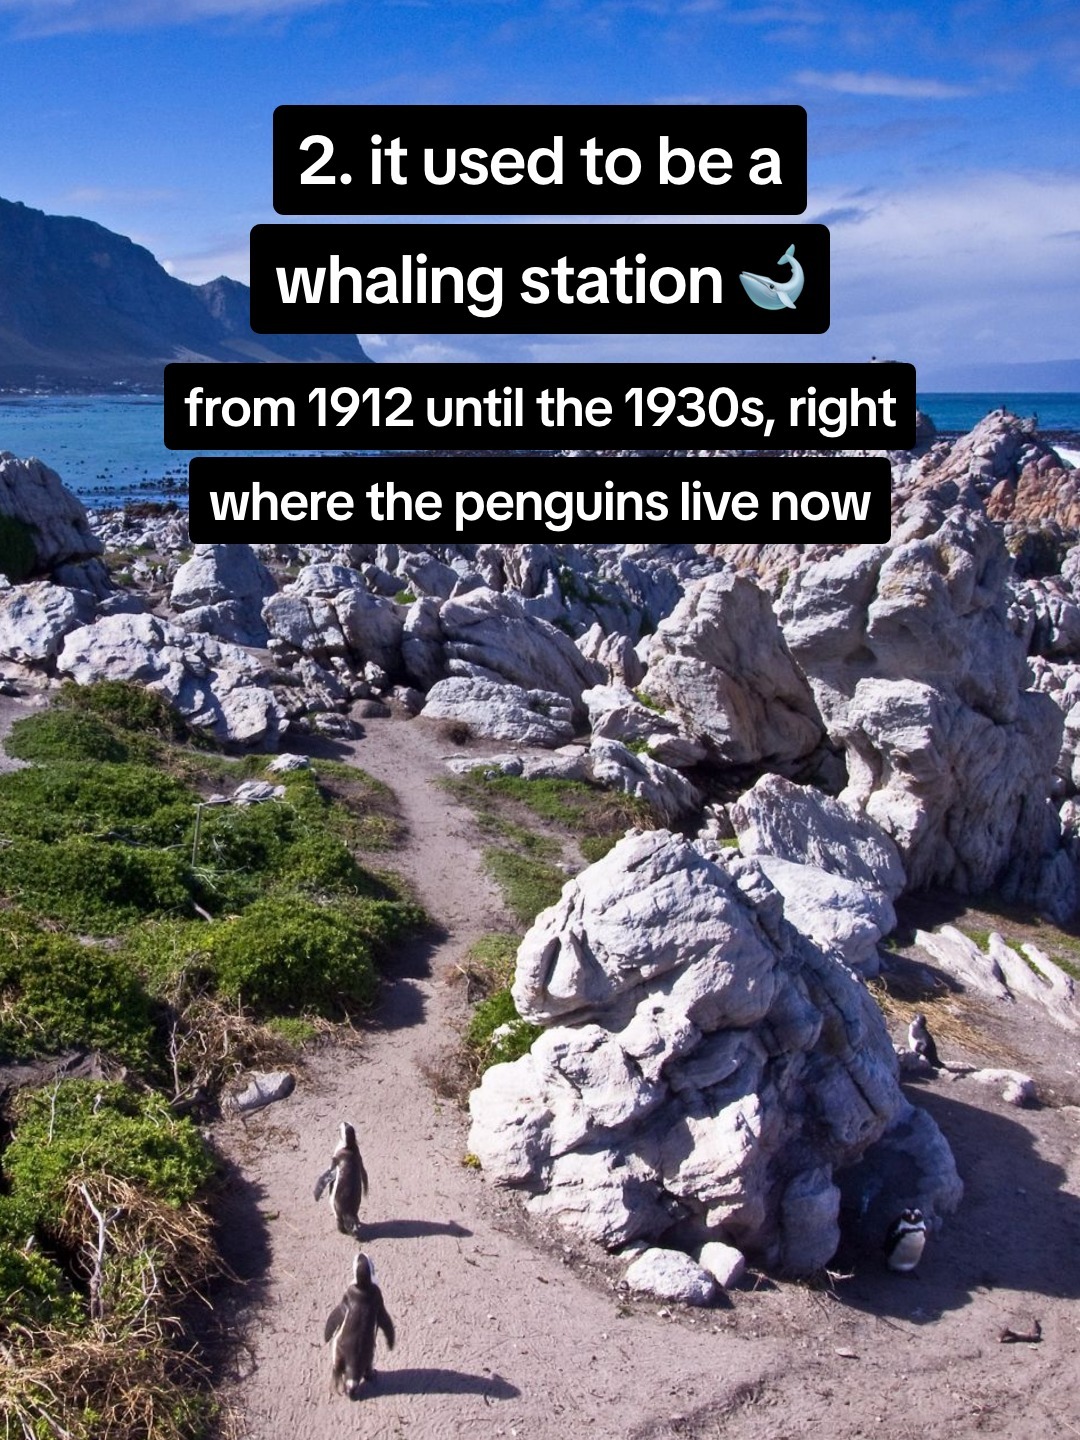 2. it used to be a
whaling station 🐋
from 1912 until the 1930s, right
where the penguins live now